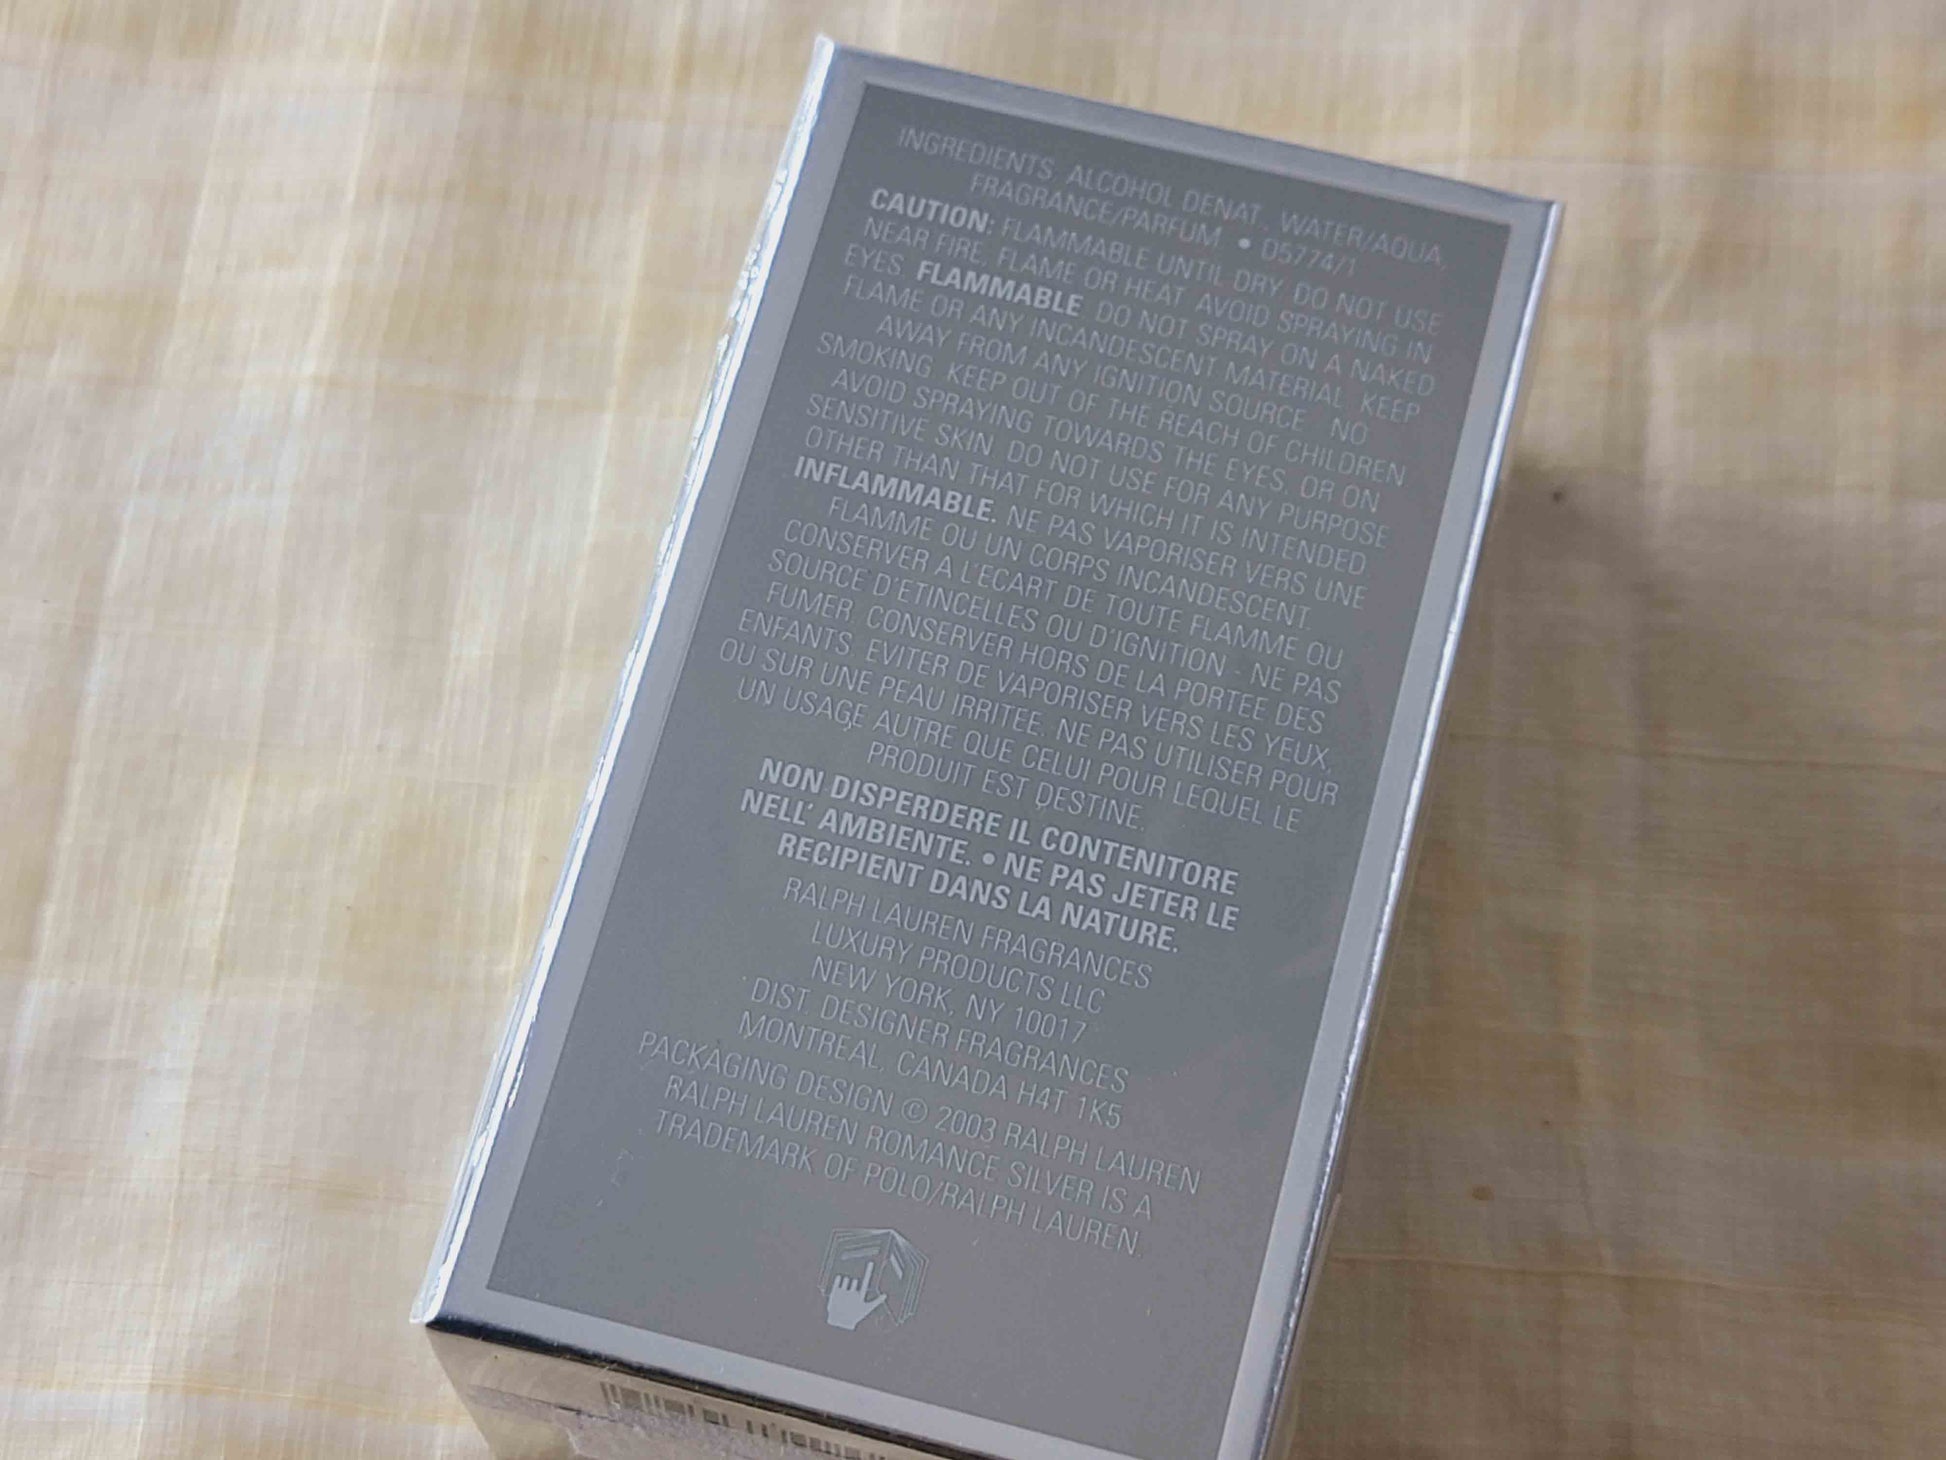 INGREDIENTS. ALCOHOL DENAT., WATER/AQUA,
FRAGRANCE/PARFUM • D5774/1
CAUTION: FLAMMABLE UNTIL DRY. DO NOT USE
NEAR FIRE, FLAME OR HEAT. AVOID SPRAYING IN
EYES. FLAMMABLE. DO NOT SPRAY ON A NAKED
FLAME OR ANY INCANDESCENT MATERIAL. KEEP
AWAY FROM ANY IGNITION SOURCE. NO
SMOKING. KEEP OUT OF THE REACH OF CHILDREN
AVOID SPRAYING TOWARDS THE EYES, OR ON
SENSITIVE SKIN. DO NOT USE FOR ANY PURPOSE
OTHER THAN THAT FOR WHICH IT IS INTENDED
INFLAMMABLE. NE PAS VAPORISER VERS UNE
FLAMME OU UN CORPS INCANDESCENT.
CONSERVER A L'ECART DE TOUTE FLAMME OU
SOURCE D'ETINCELLES OU D'IGNITION - NE PAS
FUMER. CONSERVER HORS DE LA PORTEE DES
ENFANTS. EVITER DE VAPORISER VERS LES YEUX,
OU SUR UNE PEAU IRRITEE. NE PAS UTILISER POUR
UN USAGE AUTRE QUE CELUI POUR LEQUEL LE
PRODUIT EST DESTINE.
NON DISPERDERE IL CONTENITORE
NELL' AMBIENTE. • NE PAS JETER LE
RECIPIENT DANS LA NATURE.
RALPH LAUREN FRAGRANCES
LUXURY PRODUCTS LLC
NEW YORK, NY 10017
DIST. DESIGNER FRAGRANCES
MONTREAL, CANADA H4T 1K5
PACKAGING DESIGN © 2003 RALPH LAUREN
RALPH LAUREN ROMANCE SILVER IS A
TRADEMARK OF POLO/RALPH LAUREN.